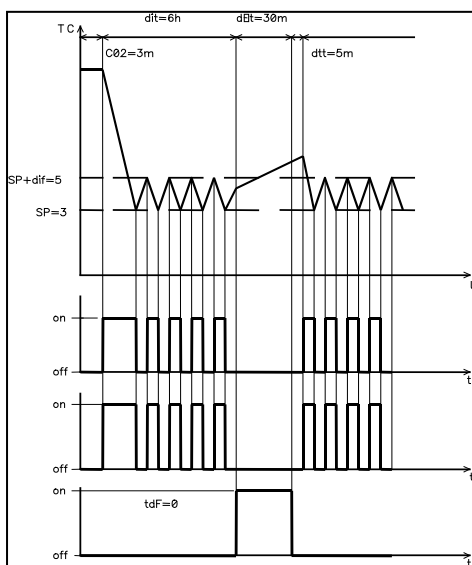 dit=6h dEt=30m
TC
C02=3m dtt=5m
SP+dif=5
SP=3
on
off t
on
off t
on
tdF=0
off t